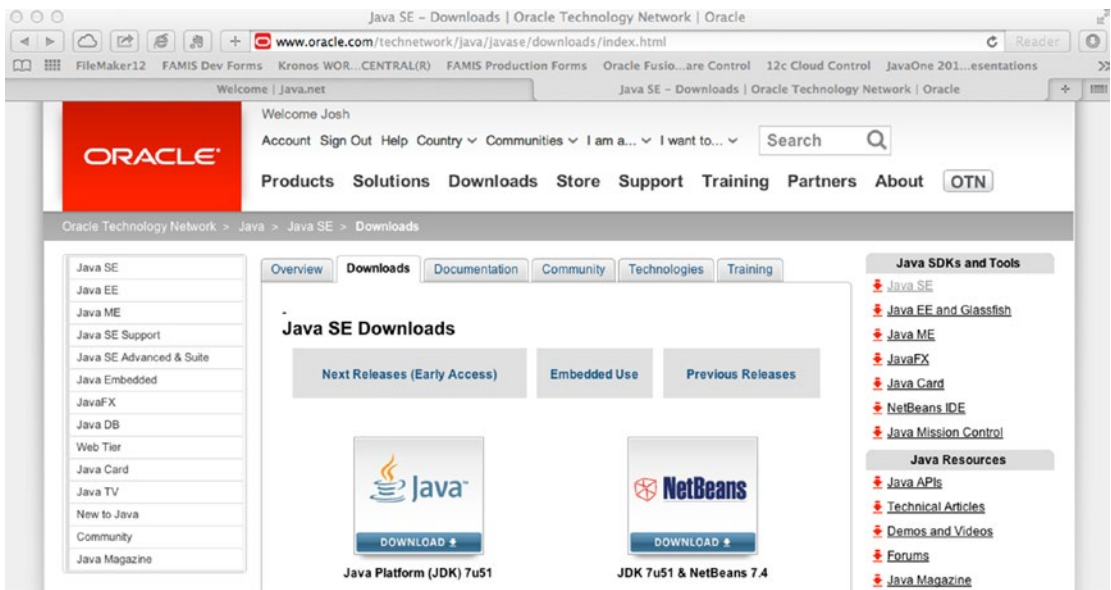 Java SE – Downloads | Oracle Technology Network | Oracle
www.oracle.com/technetwork/java/javase/downloads/index.html
Reader
FileMaker12 FAMIS Dev Forms Kronos WOR...CENTRAL(R) FAMIS Production Forms Oracle Fusio...are Control 12c Cloud Control JavaOne 201...esentations
Welcome | Java.net
Java SE – Downloads | Oracle Technology Network | Oracle
Welcome Josh
Account Sign Out Help Country Communities I am a... I want to... Search
ORACLE
Products Solutions Downloads Store Support Training Partners About OTN
Oracle Technology Network > Java > Java SE > Downloads
Java SE
Java EE
Java ME
Java SE Support
Java SE Advanced & Suite
Java Embedded
JavaFX
Java DB
Web Tier
Java Card
Java TV
New to Java
Community
Java Magazine
Overview Downloads Documentation Community Technologies Training
-
Java SE Downloads
Next Releases (Early Access) Embedded Use Previous Releases
Java
DOWNLOAD
Java Platform (JDK) 7u51
NetBeans
DOWNLOAD
JDK 7u51 & NetBeans 7.4
Java SDKs and Tools
Java SE
Java EE and Glassfish
Java ME
JavaFX
Java Card
NetBeans IDE
Java Mission Control
Java Resources
Java APIs
Technical Articles
Demos and Videos
Forums
Java Magazine